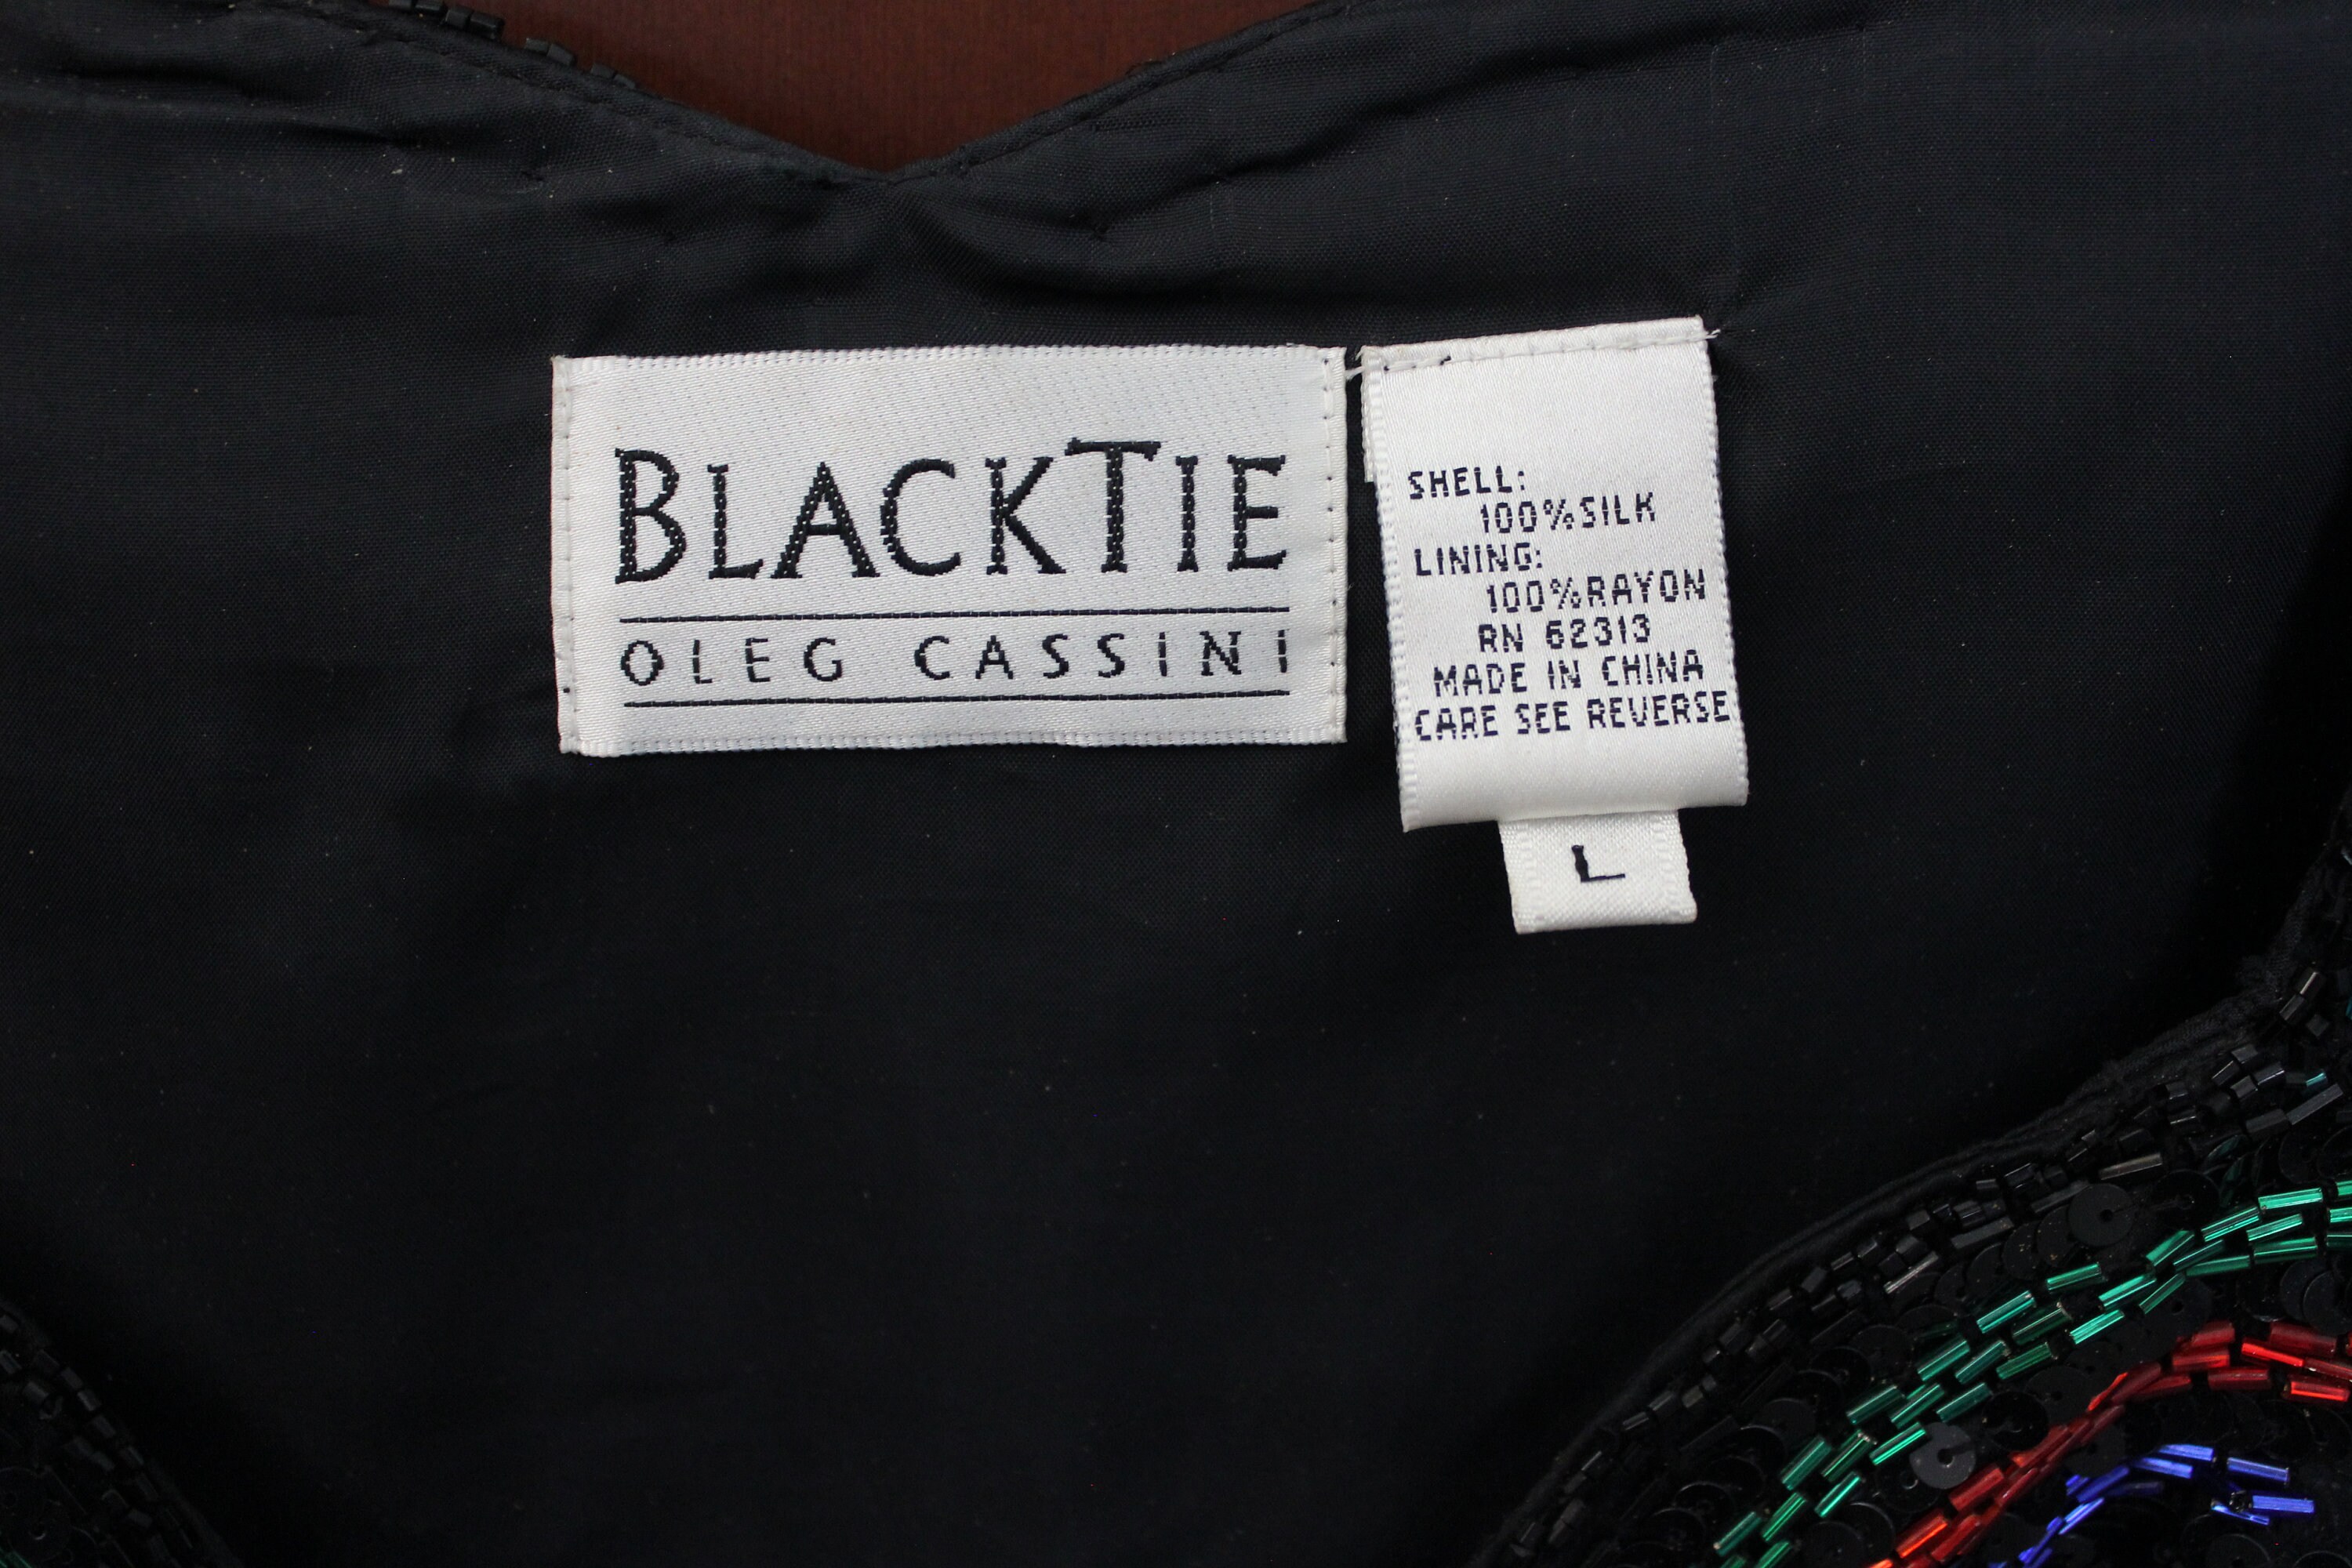 BLACKTIE
OLEG CASSINI
SHELL:
100%SILK
LINING:
100%RAYON
RN 62313
MADE IN CHINA
CARE SEE REVERSE
L